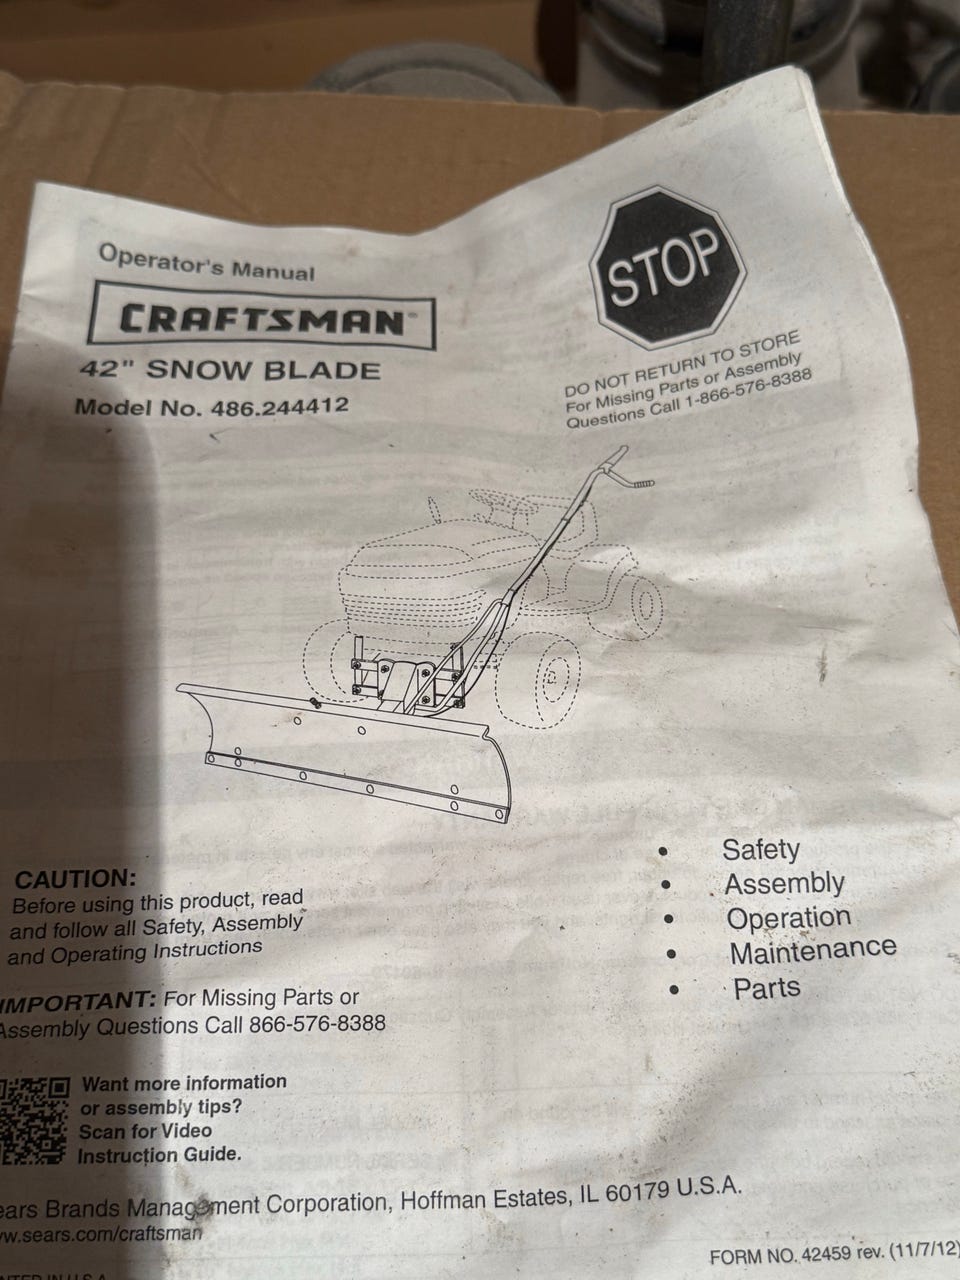 Operator's Manual
CRAFTSMAN®
42" SNOW BLADE
Model No. 486.244412
STOP
DO NOT RETURN TO STORE
For Missing Parts or Assembly
Questions Call 1-866-576-8388
CAUTION:
Before using this product, read
and follow all Safety, Assembly
and Operating Instructions
• Safety
• Assembly
• Operation
• Maintenance
• Parts
IMPORTANT: For Missing Parts or
Assembly Questions Call 866-576-8388
Want more information
or assembly tips?
Scan for Video
Instruction Guide.
ears Brands Management Corporation, Hoffman Estates, IL 60179 U.S.A.
w.sears.com/craftsman
FORM NO. 42459 rev. (11/7/12)